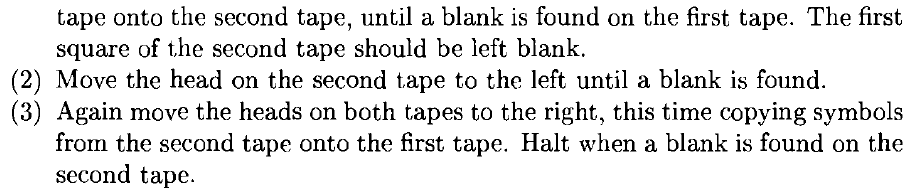 tape onto the second tape, until a blank is found on the first tape. The first
square of the second tape should be left blank.
(2) Move the head on the second tape to the left until a blank is found.
(3) Again move the heads on both tapes to the right, this time copying symbols
from the second tape onto the first tape. Halt when a blank is found on the
second tape.